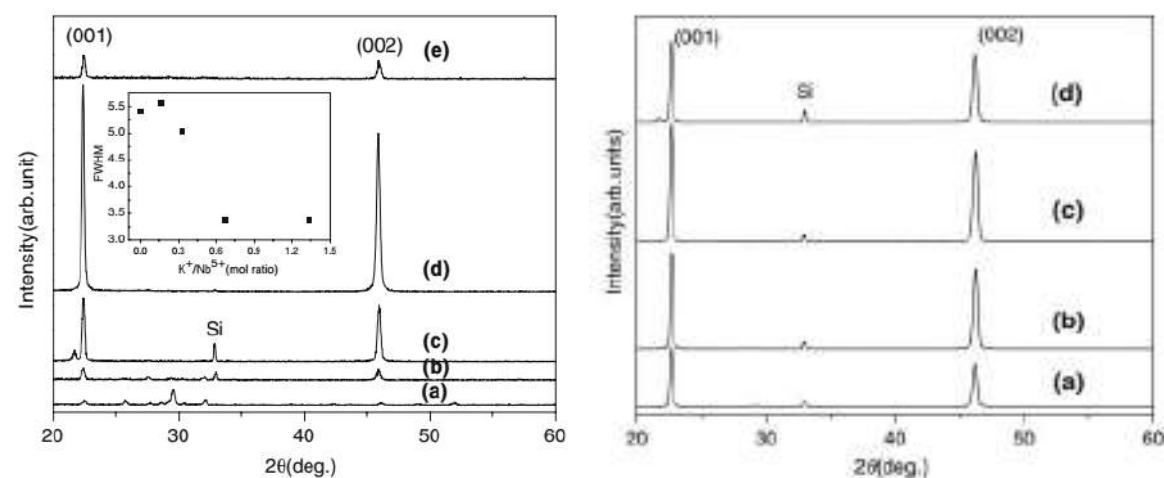 (001)
(002)
(e)
5.5
5.0
4.5
4.0
3.5
3.0
FWHM
0.0 0.3 0.6 0.9 1.2 1.5
K+/Nb5+(mol ratio)
(d)
Si
(c)
(b)
(a)
Intensity(arb.unit)
20 30 40 50 60
2θ(deg.)
(001)
(002)
Si
(d)
(c)
(b)
(a)
Intensity(arb.units)
20 30 40 50 60
2θ(deg.)